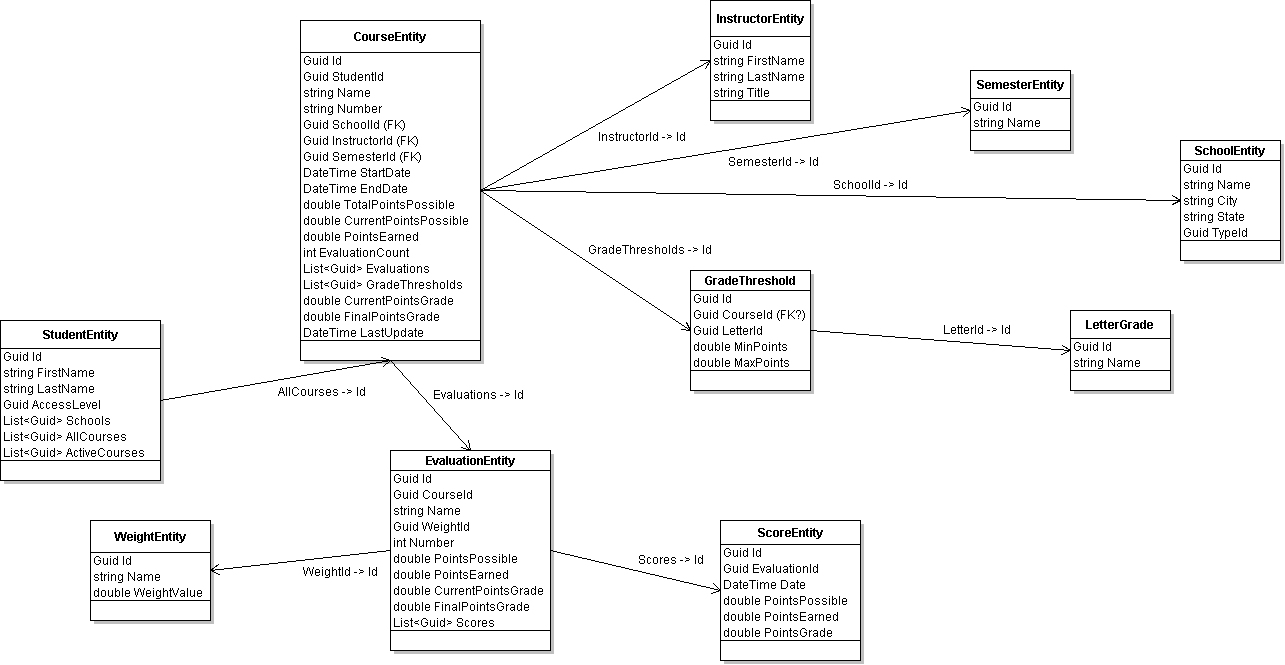 CourseEntity
Guid Id
Guid StudentId
string Name
string Number
Guid SchoolId (FK)
Guid InstructorId (FK)
Guid SemesterId (FK)
DateTime StartDate
DateTime EndDate
double TotalPointsPossible
double CurrentPointsPossible
double PointsEarned
int EvaluationCount
List<Guid> Evaluations
List<Guid> GradeThresholds
double CurrentPointsGrade
double FinalPointsGrade
DateTime LastUpdate
InstructorEntity
Guid Id
string FirstName
string LastName
string Title
InstructorId -> Id
SemesterEntity
Guid Id
string Name
SemesterId -> Id
SchoolEntity
Guid Id
string Name
string City
string State
Guid TypeId
SchoolId -> Id
GradeThresholds -> Id
GradeThreshold
Guid Id
Guid CourseId (FK?)
Guid LetterId
double MinPoints
double MaxPoints
LetterId -> Id
LetterGrade
Guid Id
string Name
StudentEntity
Guid Id
string FirstName
string LastName
Guid AccessLevel
List<Guid> Schools
List<Guid> AllCourses
List<Guid> ActiveCourses
AllCourses -> Id
Evaluations -> Id
EvaluationEntity
Guid Id
Guid CourseId
string Name
Guid WeightId
int Number
double PointsPossible
double PointsEarned
double CurrentPointsGrade
double FinalPointsGrade
List<Guid> Scores
WeightEntity
Guid Id
string Name
double WeightValue
WeightId -> Id
Scores -> Id
ScoreEntity
Guid Id
Guid EvaluationId
DateTime Date
double PointsPossible
double PointsEarned
double PointsGrade